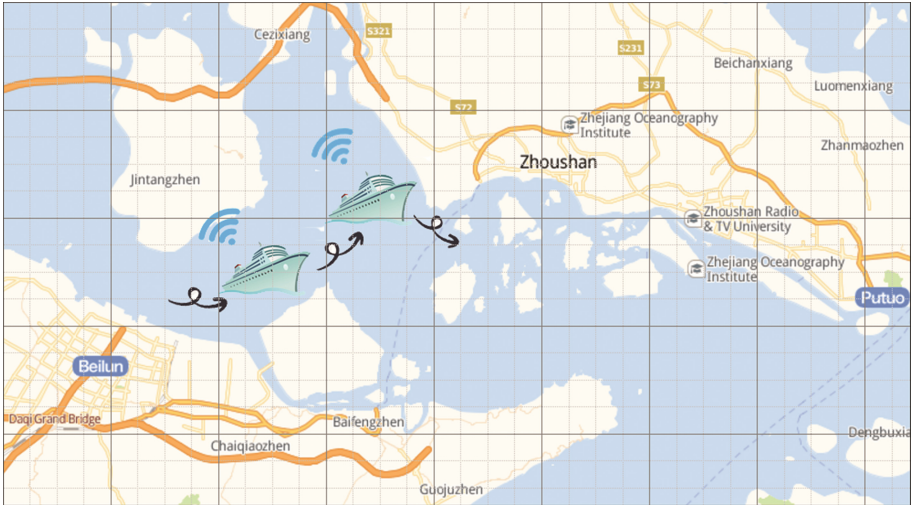 Cezixiang
S321
S231
Beichanxiang
S73
Luomenxiang
S72
Zhejiang Oceanography
Institute
Zhanmaozhen
Zhoushan
Jintangzhen
Zhoushan Radio
& TV University
Zhejiang Oceanography
Institute
Putuo
Beilun
Daqi Grand Bridge
Baifengzhen
Chaiqiaozhen
Dengbuxia
Guojuzhen